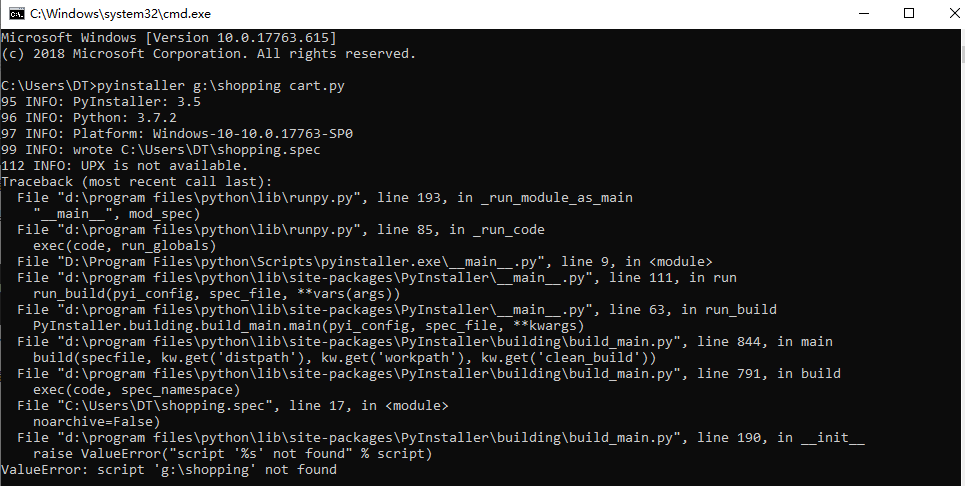 C:\Windows\system32\cmd.exe
Microsoft Windows [Version 10.0.17763.615]
(c) 2018 Microsoft Corporation. All rights reserved.
C:\Users\DT>pyinstaller g:\shopping cart.py
95 INFO: PyInstaller: 3.5
96 INFO: Python: 3.7.2
97 INFO: Platform: Windows-10-10.0.17763-SP0
99 INFO: wrote C:\Users\DT\shopping.spec
112 INFO: UPX is not available.
Traceback (most recent call last):
  File "d:\program files\python\lib\runpy.py", line 193, in _run_module_as_main
    "__main__", mod_spec)
  File "d:\program files\python\lib\runpy.py", line 85, in _run_code
    exec(code, run_globals)
  File "D:\Program Files\python\Scripts\pyinstaller.exe\__main__.py", line 9, in <module>
  File "d:\program files\python\lib\site-packages\PyInstaller\__main__.py", line 111, in run
    run_build(pyi_config, spec_file, **vars(args))
  File "d:\program files\python\lib\site-packages\PyInstaller\__main__.py", line 63, in run_build
    PyInstaller.building.build_main.main(pyi_config, spec_file, **kwargs)
  File "d:\program files\python\lib\site-packages\PyInstaller\building\build_main.py", line 844, in main
    build(specfile, kw.get('distpath'), kw.get('workpath'), kw.get('clean_build'))
  File "d:\program files\python\lib\site-packages\PyInstaller\building\build_main.py", line 791, in build
    exec(code, spec_namespace)
  File "C:\Users\DT\shopping.spec", line 17, in <module>
    noarchive=False)
  File "d:\program files\python\lib\site-packages\PyInstaller\building\build_main.py", line 190, in __init__
    raise ValueError("script '%s' not found" % script)
ValueError: script 'g:\shopping' not found